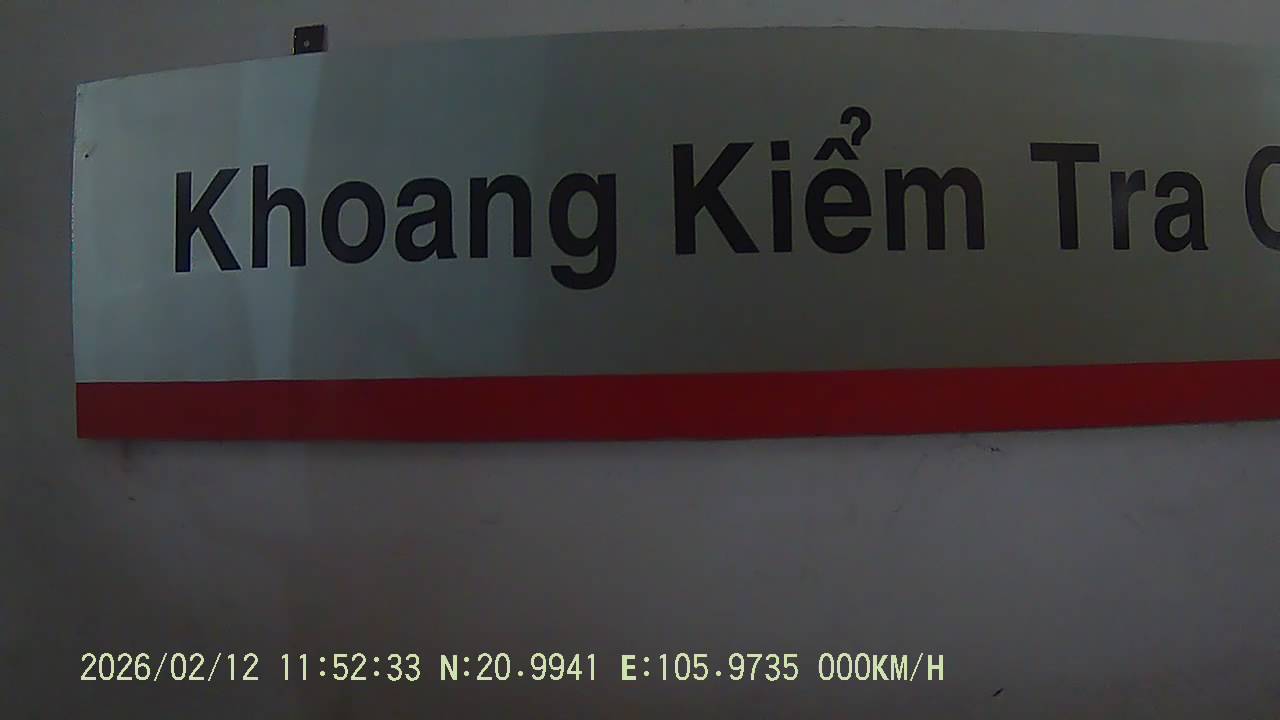 Khoang Kiểm Tra
2026/02/12 11:52:33 N:20.9941 E:105.9735 000KM/H